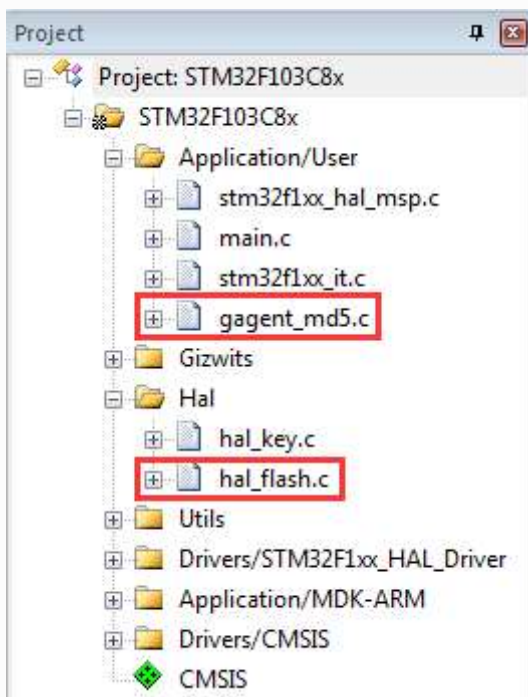 Project
Project: STM32F103C8x
STM32F103C8x
Application/User
stm32f1xx_hal_msp.c
main.c
stm32f1xx_it.c
gagent_md5.c
Gizwits
Hal
hal_key.c
hal_flash.c
Utils
Drivers/STM32F1xx_HAL_Driver
Application/MDK-ARM
Drivers/CMSIS
CMSIS